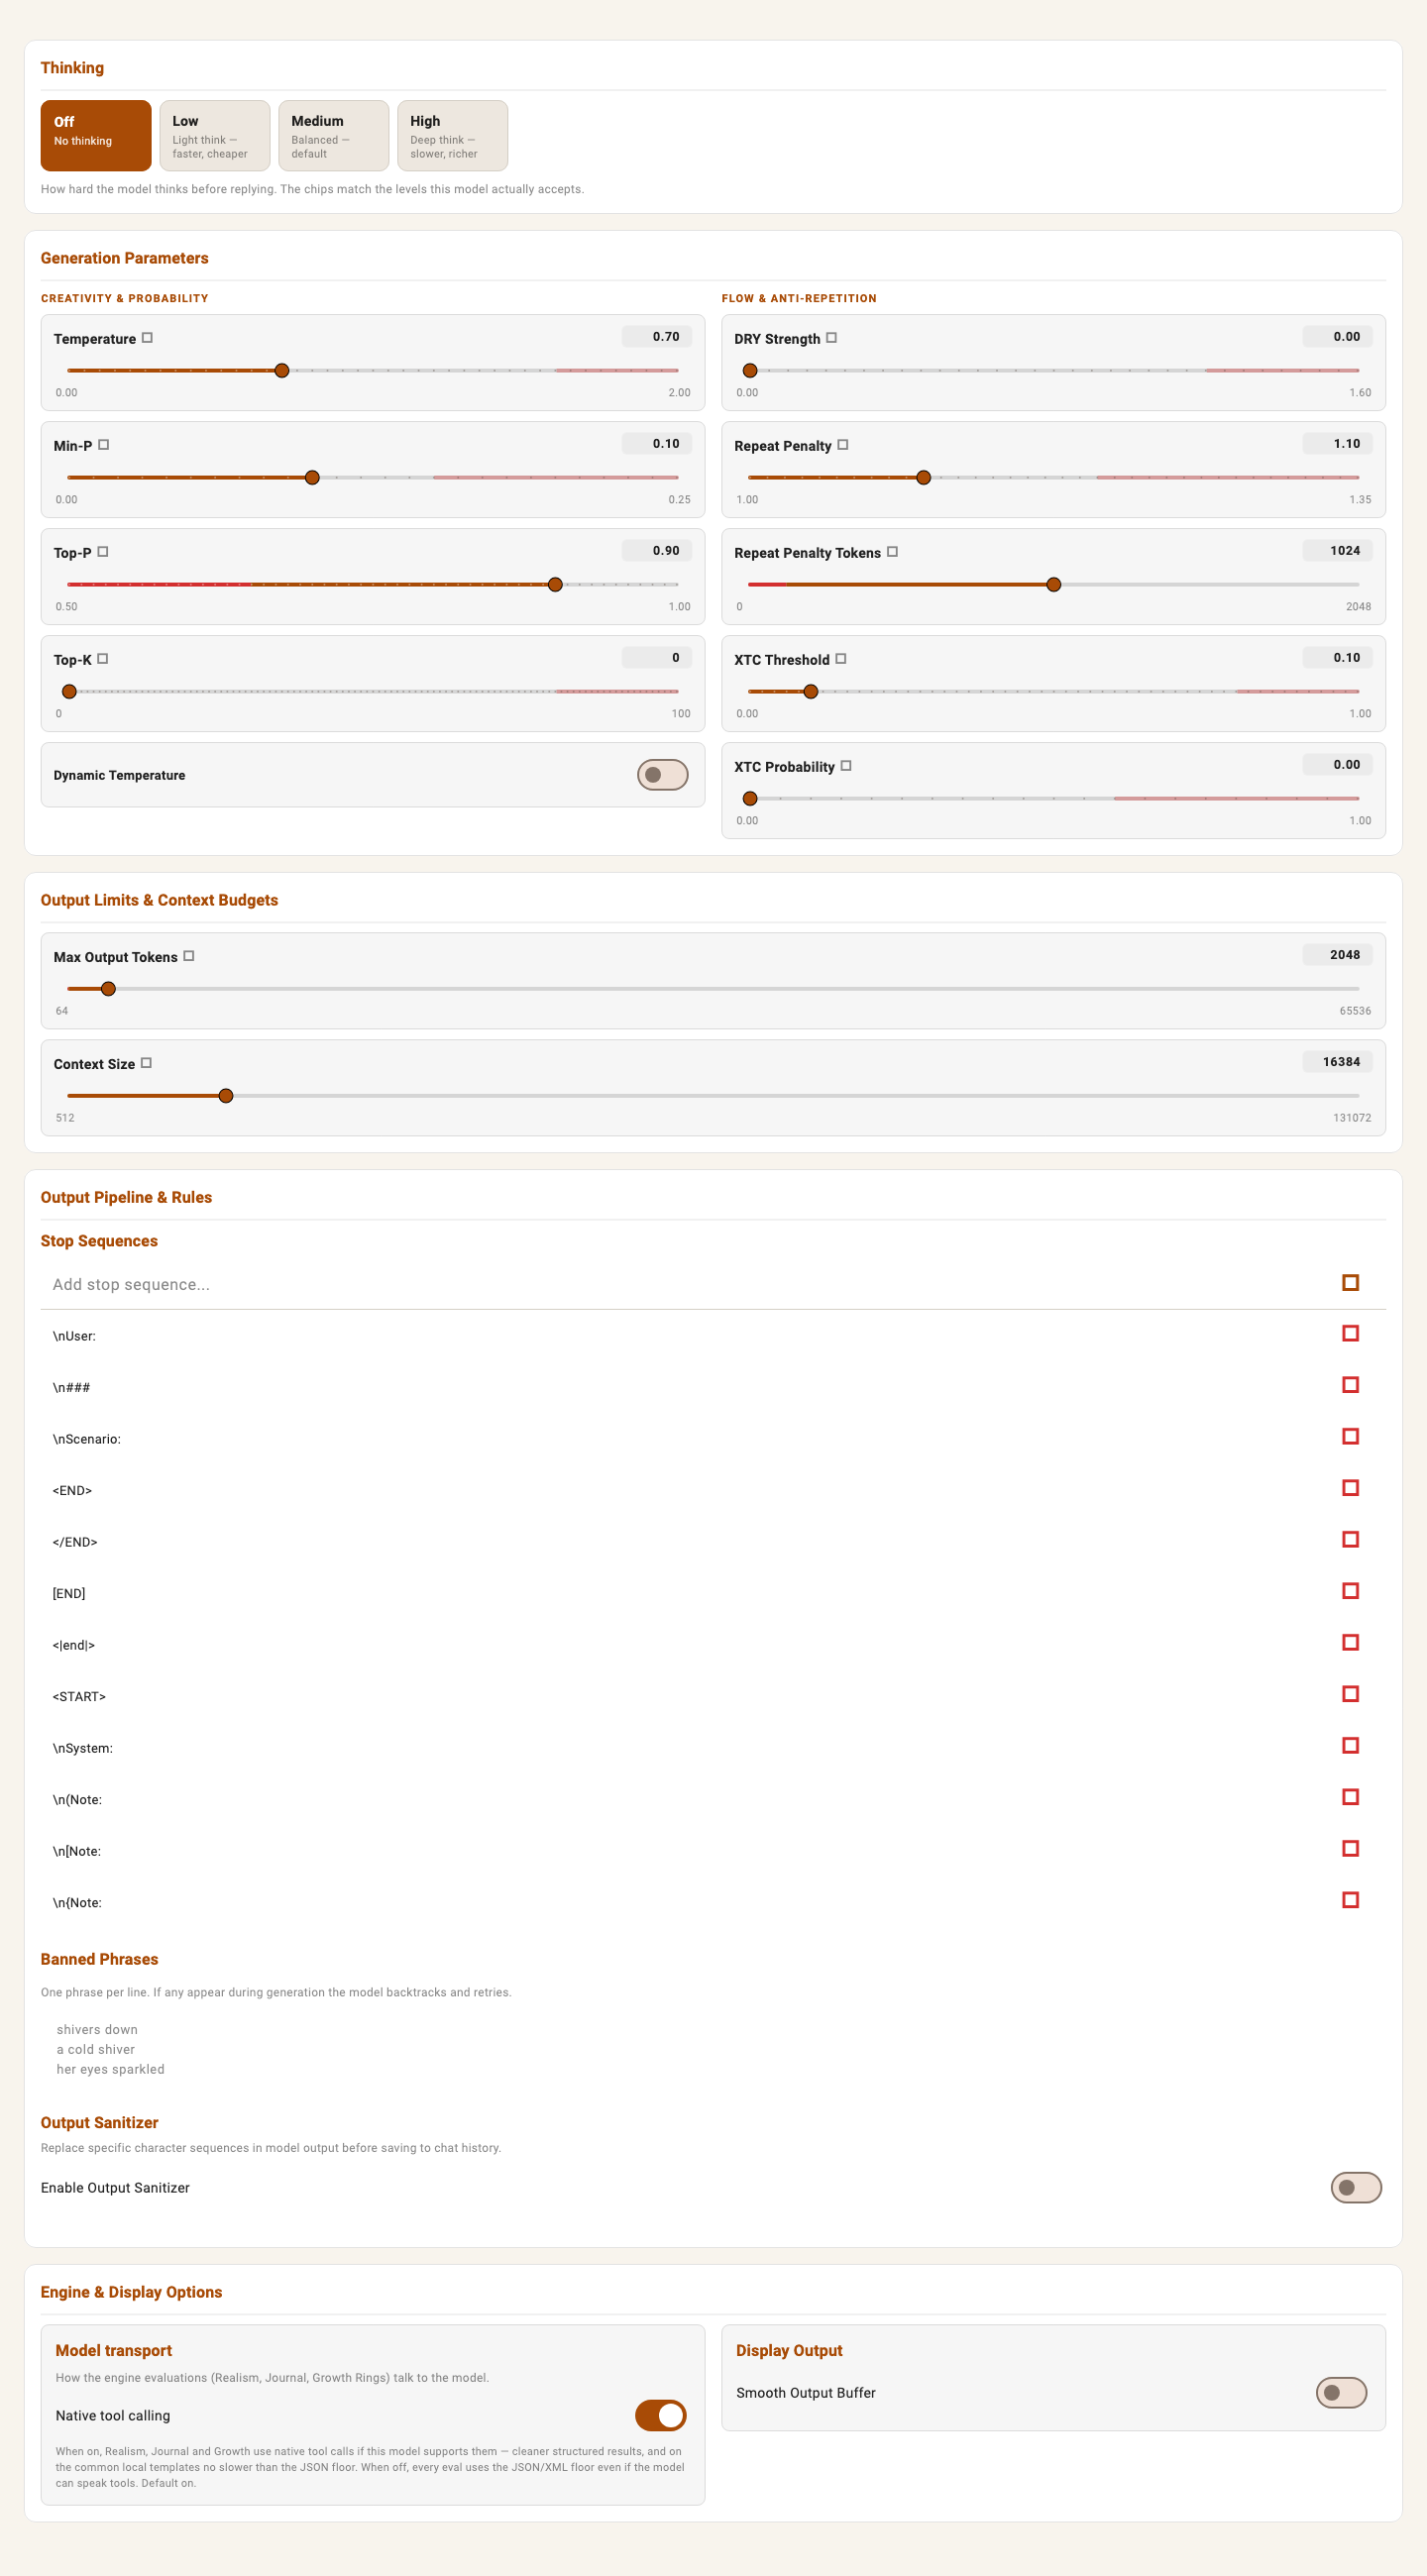 Thinking
Off
No thinking
Low
Light think —
faster, cheaper
Medium
Balanced —
default
High
Deep think —
slower, richer
How hard the model thinks before replying. The chips match the levels this model actually accepts.
Generation Parameters
CREATIVITY & PROBABILITY
Temperature
0.70
0.00
2.00
Min-P
0.10
0.00
0.25
Top-P
0.90
0.50
1.00
Top-K
0
0
100
Dynamic Temperature
FLOW & ANTI-REPETITION
DRY Strength
0.00
0.00
1.60
Repeat Penalty
1.10
1.00
1.35
Repeat Penalty Tokens
1024
0
2048
XTC Threshold
0.10
0.00
1.00
XTC Probability
0.00
0.00
1.00
Output Limits & Context Budgets
Max Output Tokens
2048
64
65536
Context Size
16384
512
131072
Output Pipeline & Rules
Stop Sequences
Add stop sequence...
\nUser:
\n###
\nScenario:
<END>
</END>
[END]
<|end|>
<START>
\nSystem:
\n(Note:
\n[Note:
\n{Note:
Banned Phrases
One phrase per line. If any appear during generation the model backtracks and retries.
shivers down
a cold shiver
her eyes sparkled
Output Sanitizer
Replace specific character sequences in model output before saving to chat history.
Enable Output Sanitizer
Engine & Display Options
Model transport
How the engine evaluations (Realism, Journal, Growth Rings) talk to the model.
Native tool calling
When on, Realism, Journal and Growth use native tool calls if this model supports them — cleaner structured results, and on
the common local templates no slower than the JSON floor. When off, every eval uses the JSON/XML floor even if the model
can speak tools. Default on.
Display Output
Smooth Output Buffer